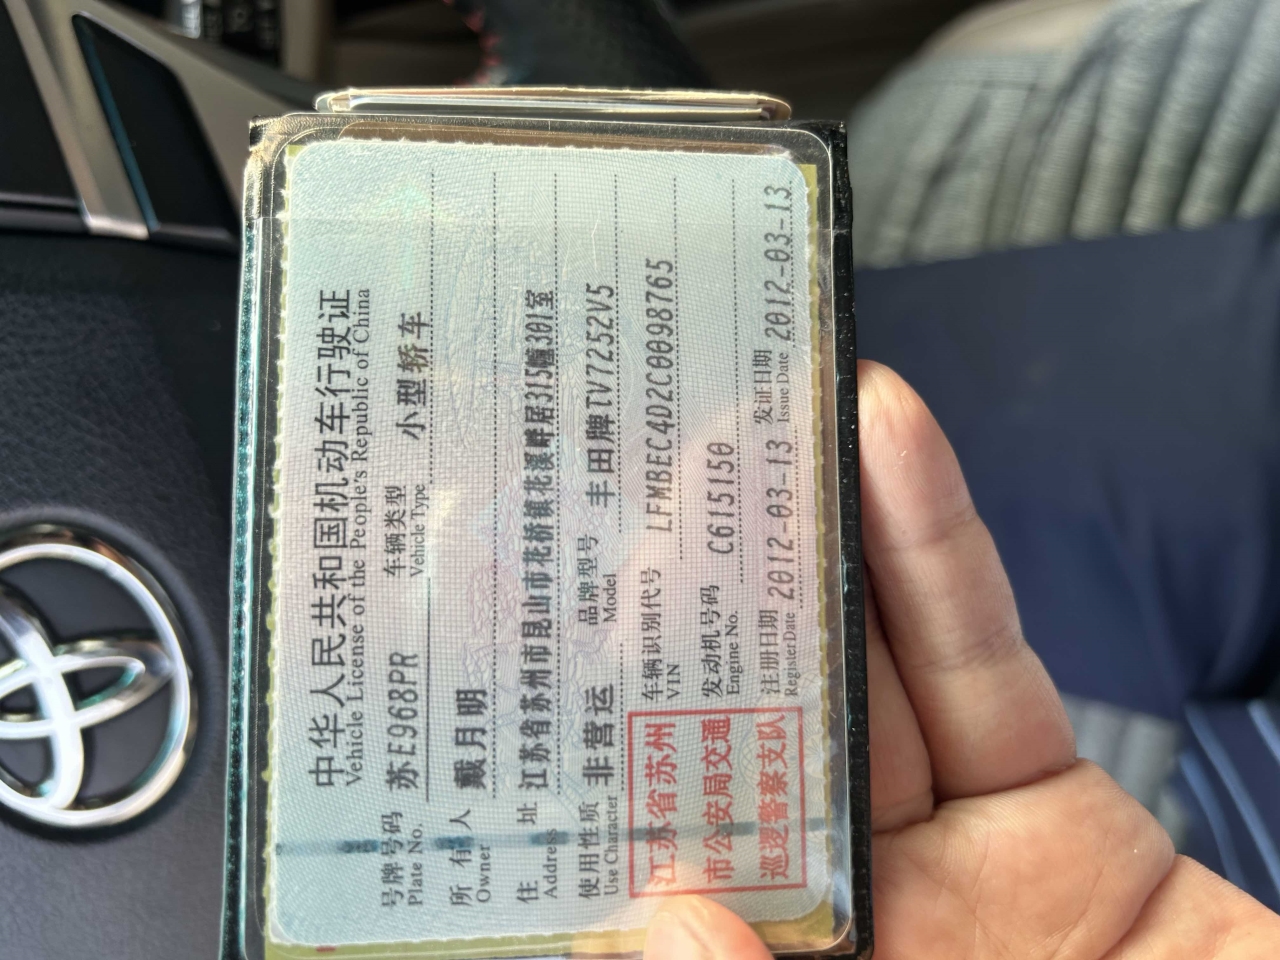 中华人民共和国机动车行驶证
Vehicle License of the People's Republic of China
号牌号码 苏E968PR 车辆类型 小型轿车
Plate No. Vehicle Type
所有人 戴月明
Owner
住址 江苏省苏州市昆山市花桥镇花溪畔居315幢301室
Address
使用性质 非营运 品牌型号 丰田牌TV7252V5
Use Character Model
江苏省苏州
市公安局交通
巡逻警察支队
车辆识别代号 LFMBEC4D2C0098765
VIN
发动机号码 C615150
Engine No.
注册日期 2012-03-13 发证日期 2012-03-13
Register Date Issue Date